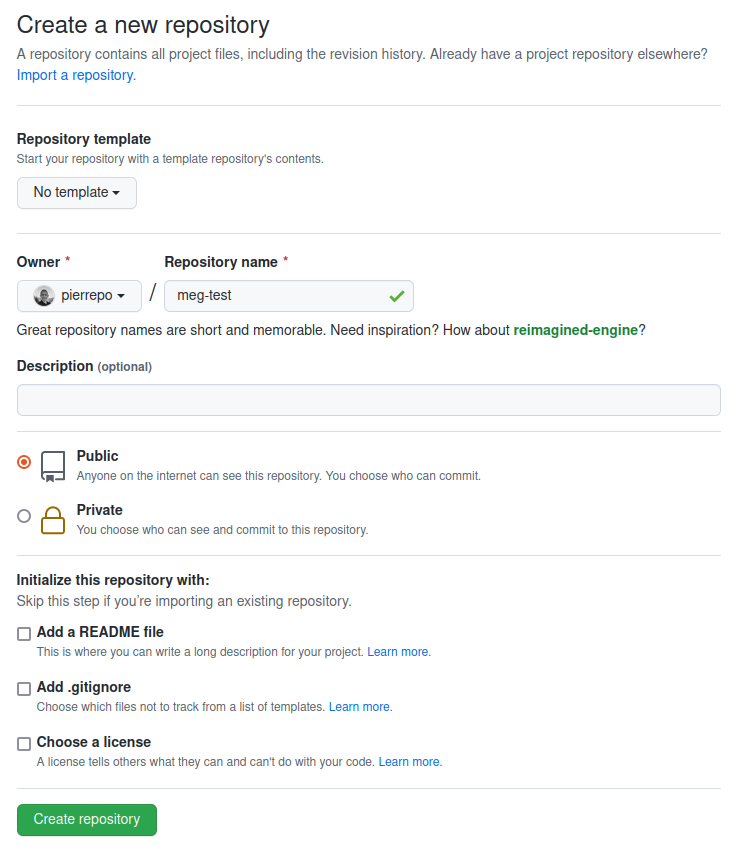 Create a new repository
A repository contains all project files, including the revision history. Already have a project repository elsewhere?
Import a repository.
Repository template
Start your repository with a template repository's contents.
No template
Owner * Repository name *
pierrepo / meg-test
Great repository names are short and memorable. Need inspiration? How about reimagined-engine?
Description (optional)
Public
Anyone on the internet can see this repository. You choose who can commit.
Private
You choose who can see and commit to this repository.
Initialize this repository with:
Skip this step if you’re importing an existing repository.
Add a README file
This is where you can write a long description for your project. Learn more.
Add .gitignore
Choose which files not to track from a list of templates. Learn more.
Choose a license
A license tells others what they can and can't do with your code. Learn more.
Create repository